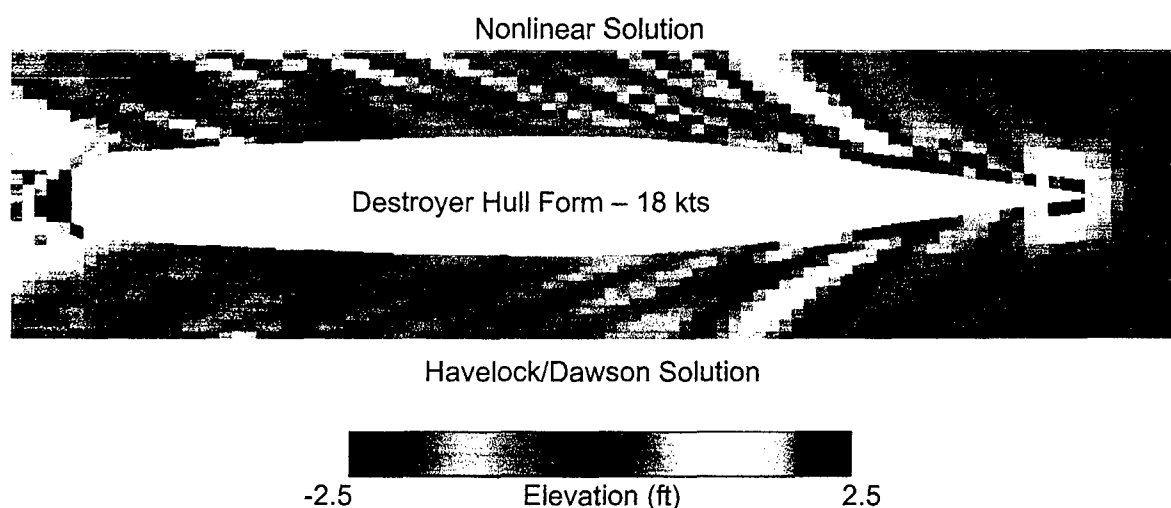 Nonlinear Solution
Destroyer Hull Form – 18 kts
Havelock/Dawson Solution
-2.5 Elevation (ft) 2.5